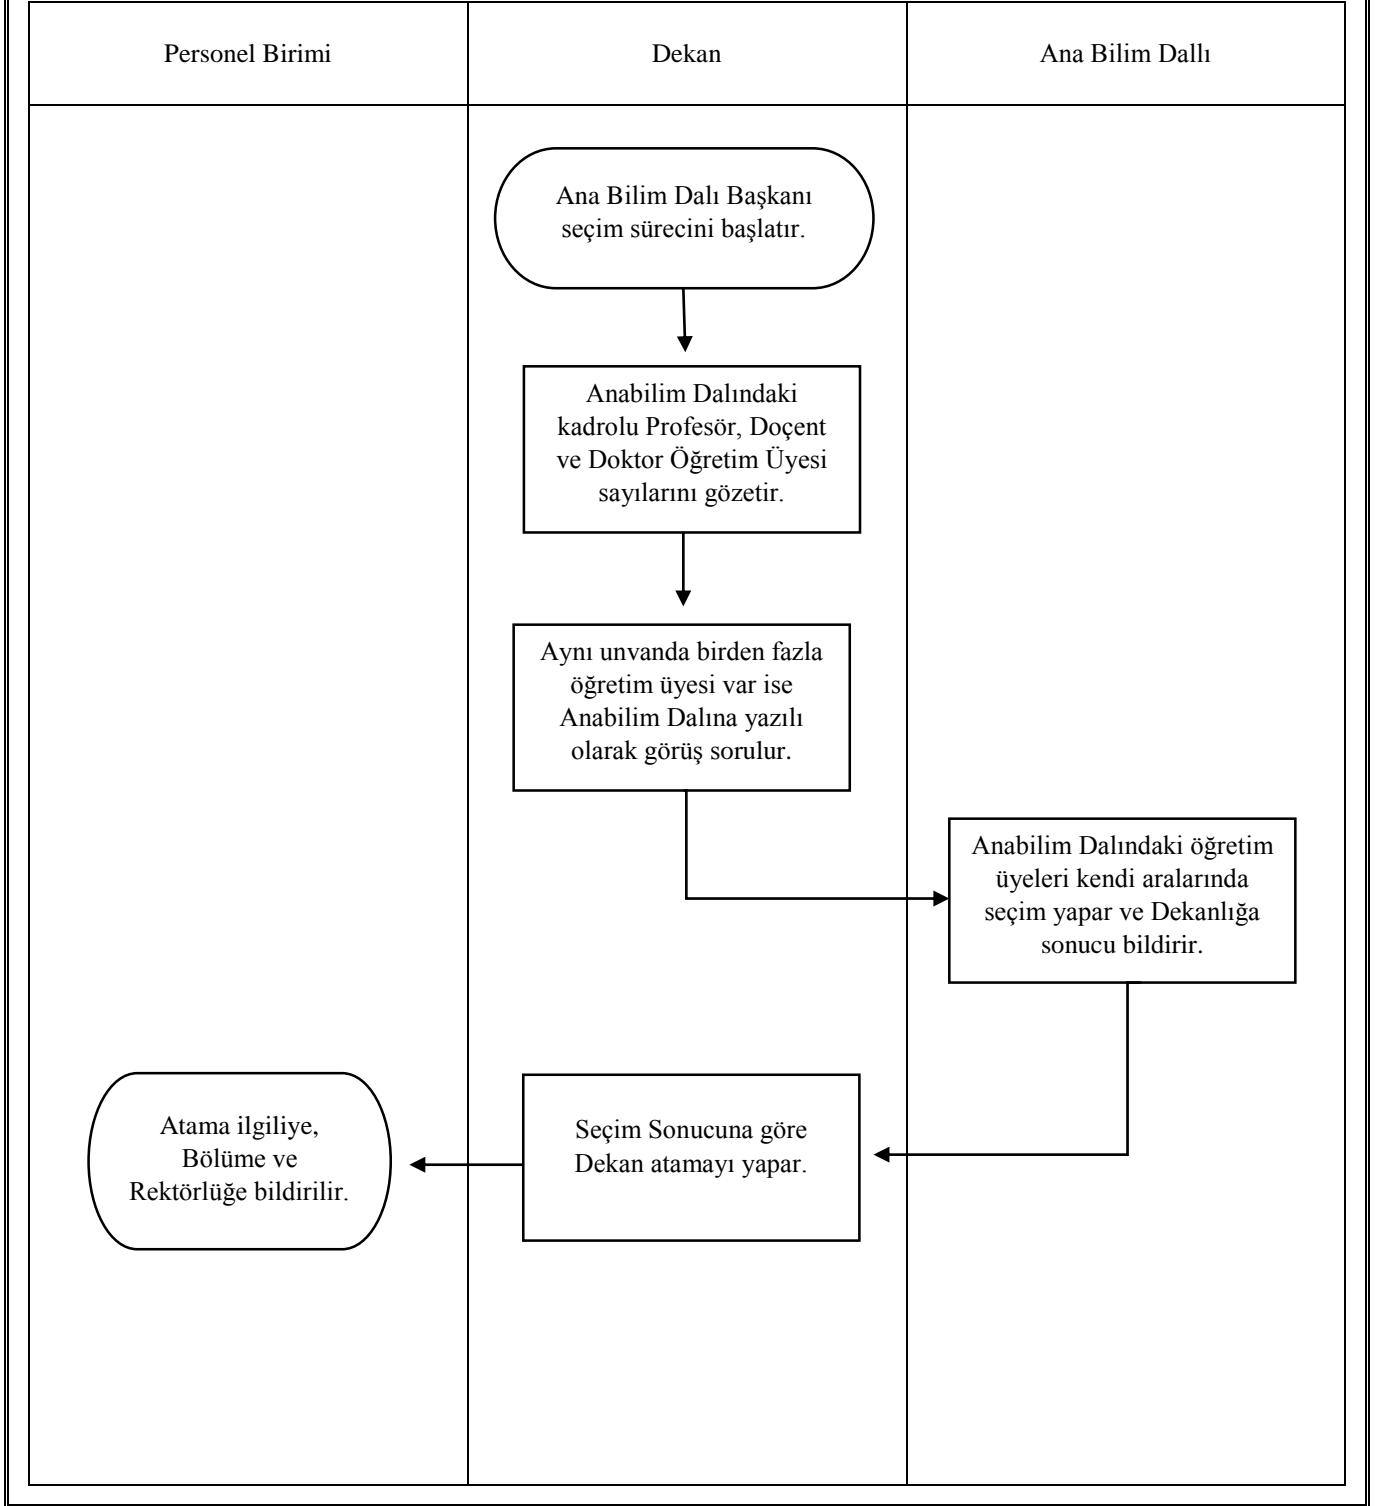 Personel Birimi
Dekan
Ana Bilim Dallı
Ana Bilim Dalı Başkanı
seçim sürecini başlatır.
Anabilim Dalındaki
kadrolu Profesör, Doçent
ve Doktor Öğretim Üyesi
sayılarını gözetir.
Aynı unvanda birden fazla
öğretim üyesi var ise
Anabilim Dalına yazılı
olarak görüş sorulur.
Anabilim Dalındaki öğretim
üyeleri kendi aralarında
seçim yapar ve Dekanlığa
sonucu bildirir.
Seçim Sonucuna göre
Dekan atamayı yapar.
Atama ilgiliye,
Bölüme ve
Rektörlüğe bildirilir.